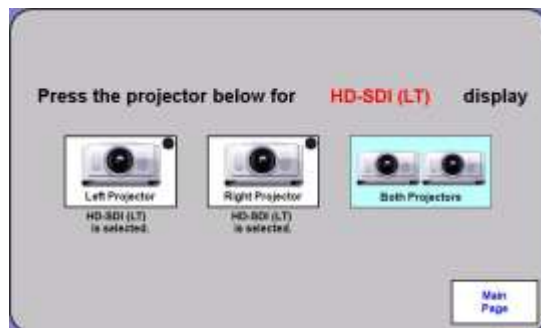 Press the projector below for HD-SDI (LT) display
Left Projector
HD-SDI (LT)
is selected.
Right Projector
HD-SDI (LT)
is selected.
Both Projectors
Main
Page